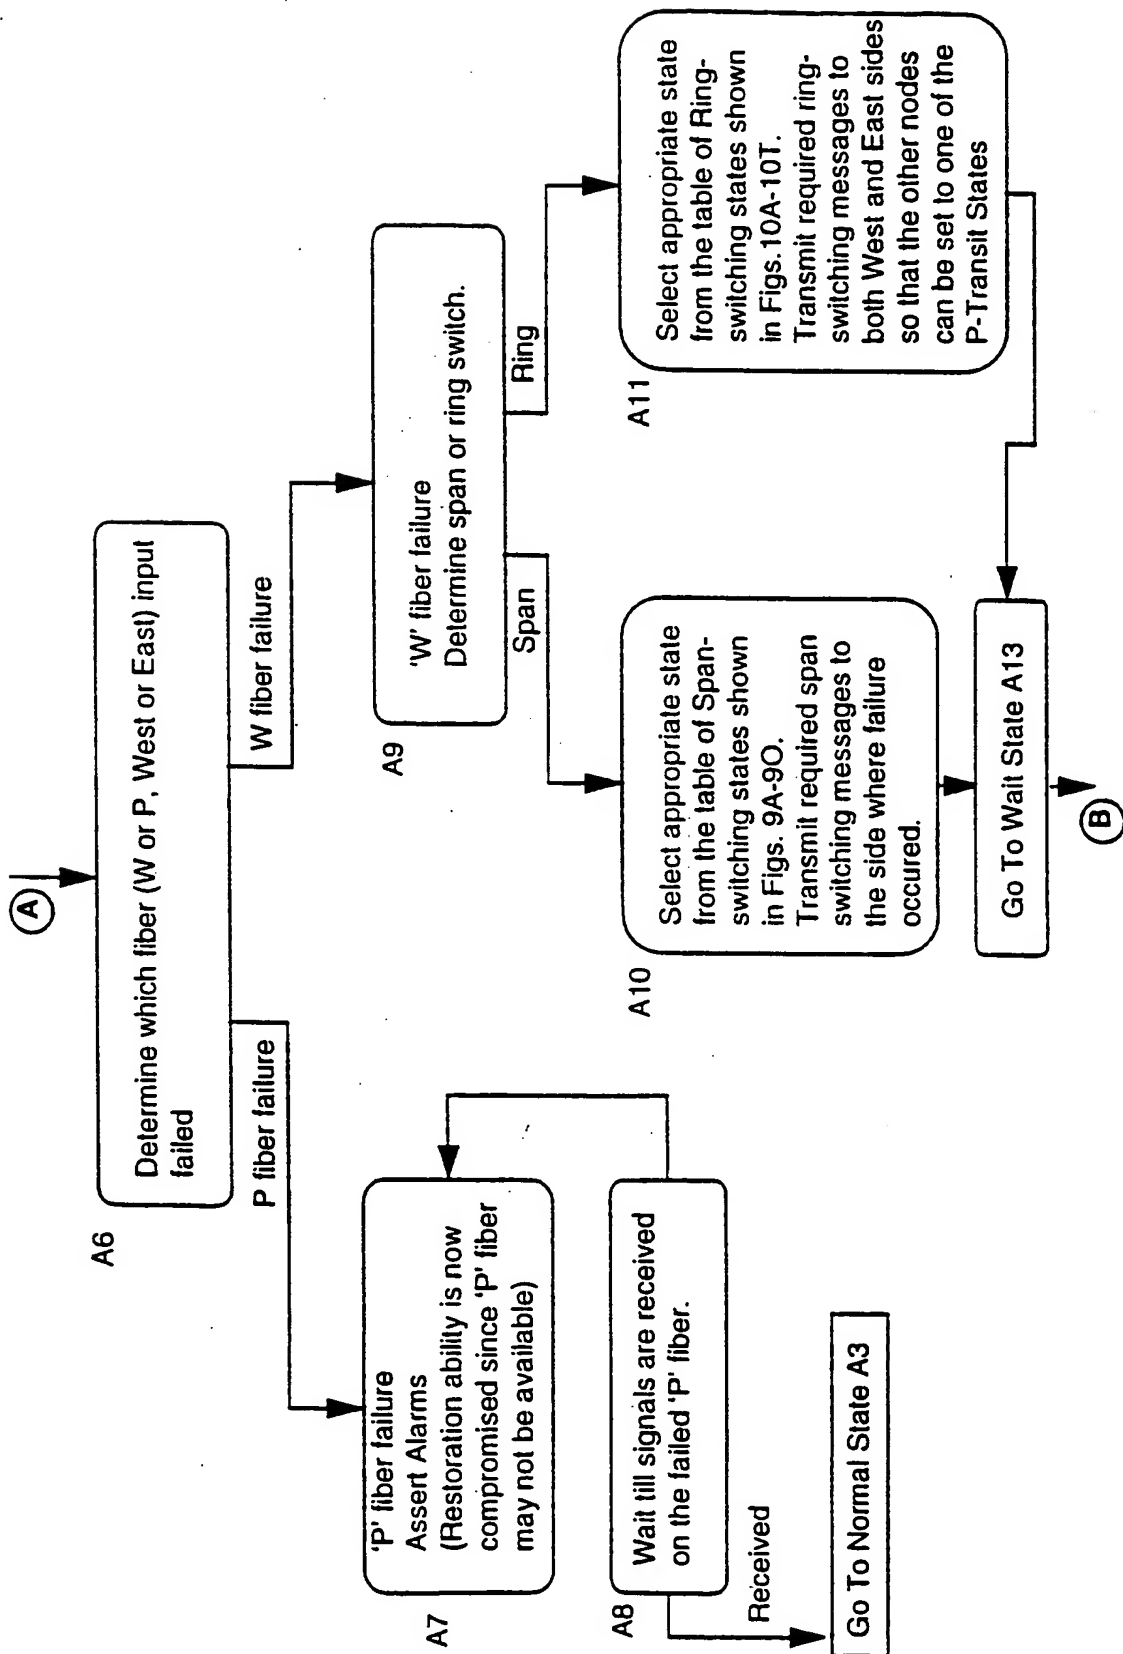 A
A6
Determine which fiber (W or P, West or East) input
failed
P fiber failure
W fiber failure
A7
'P' fiber failure
Assert Alarms
(Restoration ability is now
compromised since 'P' fiber
may not be available)
A8
Wait till signals are received
on the failed 'P' fiber.
Received
Go To Normal State A3
A9
'W' fiber failure
Determine span or ring switch.
Span
Ring
A10
Select appropriate state
from the table of Span-
switching states shown
in Figs. 9A-9O.
Transmit required span
switching messages to
the side where failure
occured.
A11
Select appropriate state
from the table of Ring-
switching states shown
in Figs.10A-10T.
Transmit required ring-
switching messages to
both West and East sides
so that the other nodes
can be set to one of the
P-Transit States
Go To Wait State A13
B